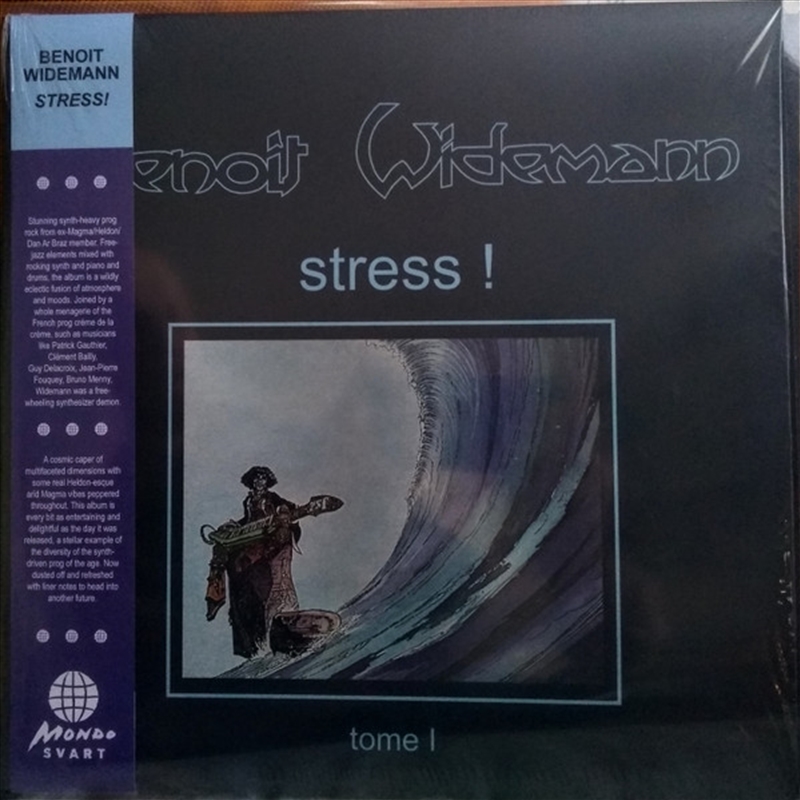 BENOIT
WIDEMANN
STRESS!
enoit Widemann
stress !
Stunning synth-heavy prog
rock from ex-Magma/Heldon/
Dan Ar Braz member. Free-
jazz elements mixed with
rocking synth and piano and
drums, the album is a wildly
eclectic fusion of atmosphere
and moods. Joined by a
whole menagerie of the
French prog crème de la
crème, such as musicians
like Patrick Gauthier,
Clément Bailly,
Guy Delacroix, Jean-Pierre
Fouquey, Bruno Menny,
Widemann was a free-
wheeling synthesizer demon.
A cosmic caper of
multifaceted dimensions with
some real Heldon-esque
and Magma vibes peppered
throughout. This album is
every bit as entertaining and
delightful as the day it was
released, a stellar example of
the diversity of the synth-
driven prog of the age. Now
dusted off and refreshed
with liner notes to head into
another future.
MONDO
SVART
tome I